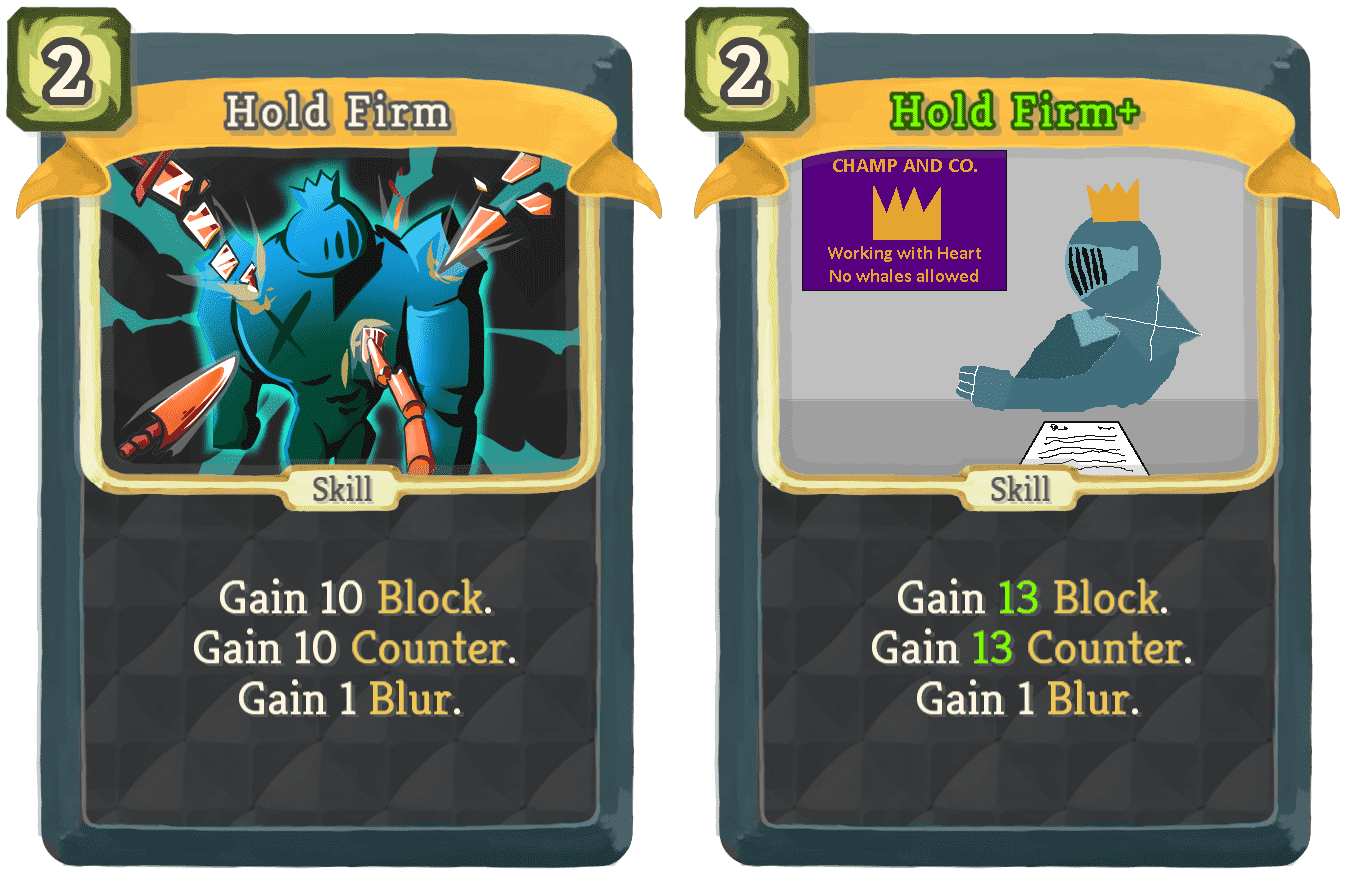 2
Hold Firm
Skill
Gain 10 Block.
Gain 10 Counter.
Gain 1 Blur.
2
Hold Firm+
CHAMP AND CO.
Working with Heart
No whales allowed
Skill
Gain 13 Block.
Gain 13 Counter.
Gain 1 Blur.